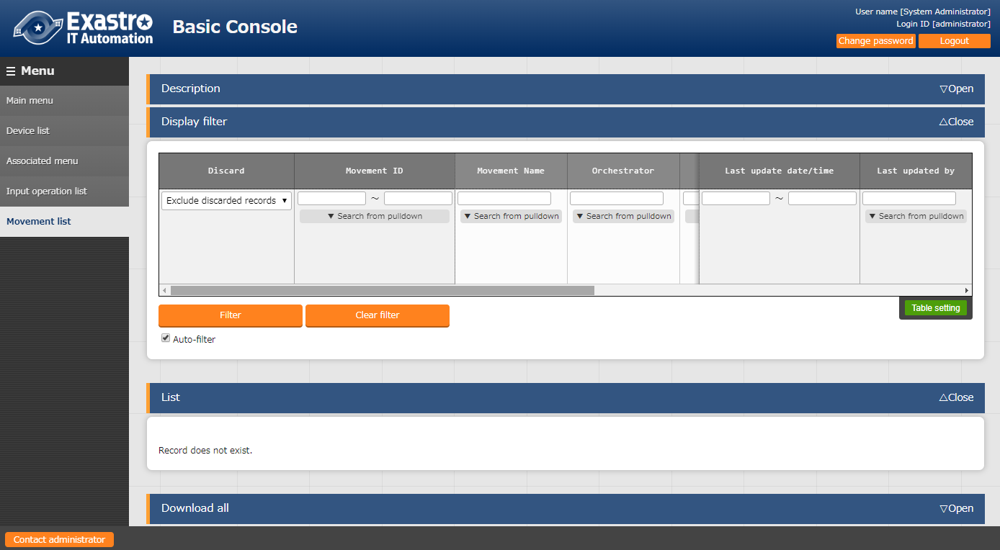 Exastro
IT Automation
Basic Console
User name [System Administrator]
Login ID [administrator]
Change password
Logout
Menu
Main menu
Device list
Associated menu
Input operation list
Movement list
Description
▽Open
Display filter
△Close
Discard
Movement ID
Movement Name
Orchestrator
Last update date/time
Last updated by
Exclude discarded records ▼
~
~
▼ Search from pulldown
▼ Search from pulldown
▼ Search from pulldown
▼ Search from pulldown
Filter
Clear filter
Table setting
Auto-filter
List
△Close
Record does not exist.
Download all
▽Open
Contact administrator